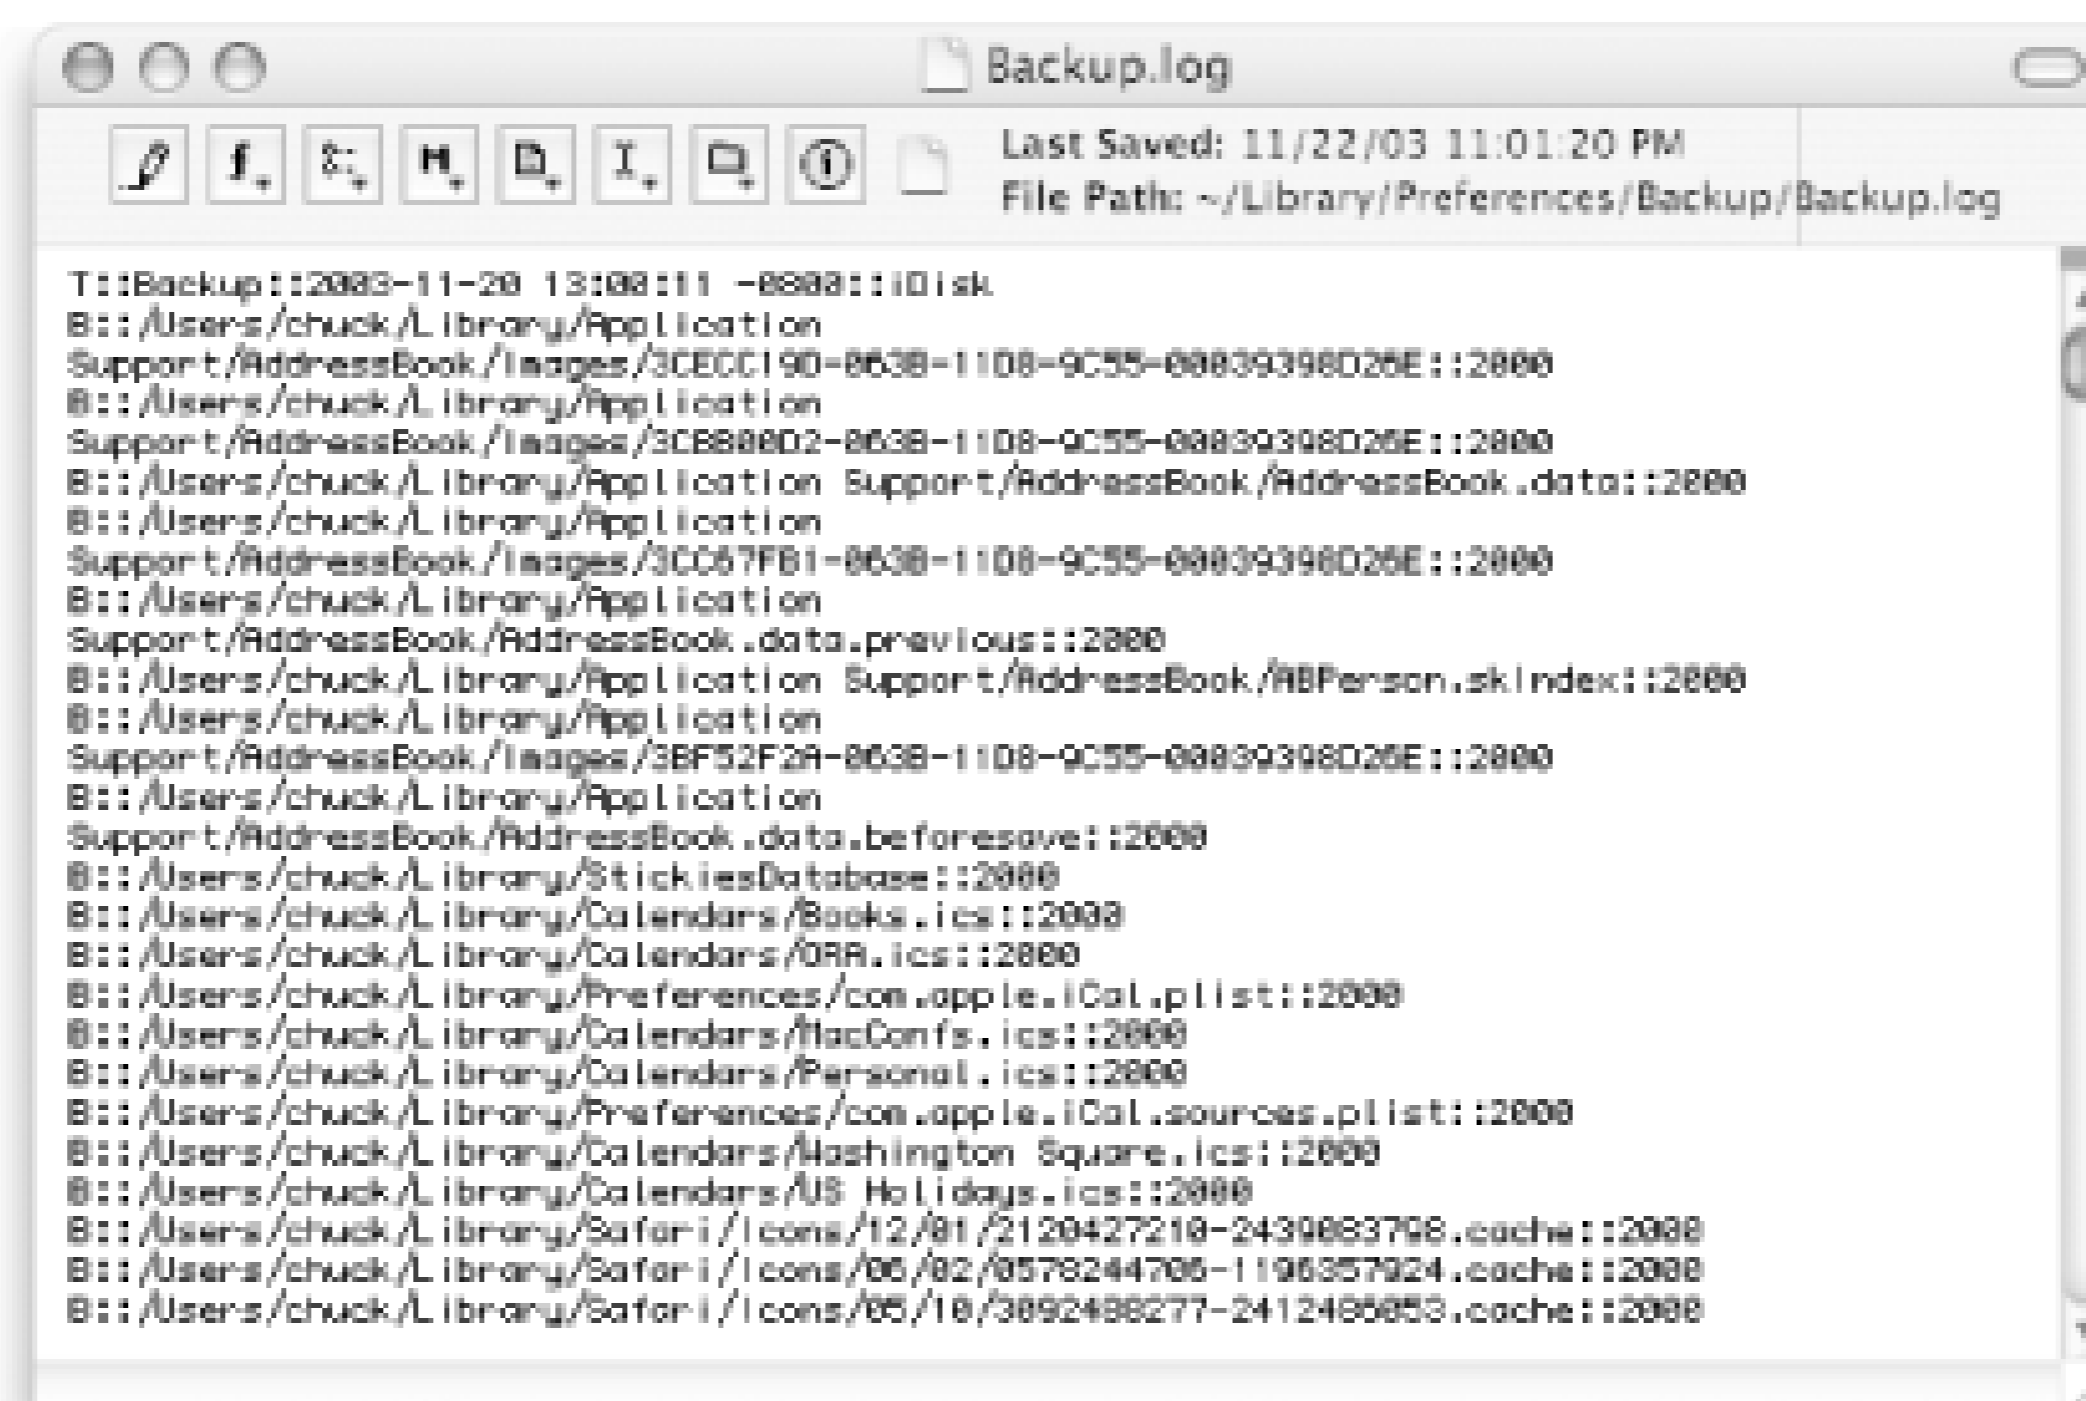 Backup.log
Last Saved: 11/22/03 11:01:20 PM
File Path: ~/Library/Preferences/Backup/Backup.log
T::Backup::2003-11-20 13:00:11 -0800::iDisk
B::/Users/chuck/Library/Application
Support/AddressBook/Images/3CECC19D-063B-11D8-9C55-00039398D26E::2000
B::/Users/chuck/Library/Application
Support/AddressBook/Images/3CBB00D2-063B-11D8-9C55-00039398D26E::2000
B::/Users/chuck/Library/Application Support/AddressBook/AddressBook.data::2000
B::/Users/chuck/Library/Application
Support/AddressBook/Images/3CC67FB1-063B-11D8-9C55-00039398D26E::2000
B::/Users/chuck/Library/Application
Support/AddressBook/AddressBook.data.previous::2000
B::/Users/chuck/Library/Application Support/AddressBook/ABPerson.skIndex::2000
B::/Users/chuck/Library/Application
Support/AddressBook/Images/3BF52F2A-063B-11D8-9C55-00039398D26E::2000
B::/Users/chuck/Library/Application
Support/AddressBook/AddressBook.data.beforesave::2000
B::/Users/chuck/Library/StickiesDatabase::2000
B::/Users/chuck/Library/Calendars/Books.ics::2000
B::/Users/chuck/Library/Calendars/ORA.ics::2000
B::/Users/chuck/Library/Preferences/com.apple.iCal.plist::2000
B::/Users/chuck/Library/Calendars/MacConfs.ics::2000
B::/Users/chuck/Library/Calendars/Personal.ics::2000
B::/Users/chuck/Library/Preferences/com.apple.iCal.sources.plist::2000
B::/Users/chuck/Library/Calendars/Washington Square.ics::2000
B::/Users/chuck/Library/Calendars/US Holidays.ics::2000
B::/Users/chuck/Library/Safari/Icons/12/01/2120427210-2439083798.cache::2000
B::/Users/chuck/Library/Safari/Icons/06/02/0578244706-1196357924.cache::2000
B::/Users/chuck/Library/Safari/Icons/05/10/3092488277-2412486053.cache::2000